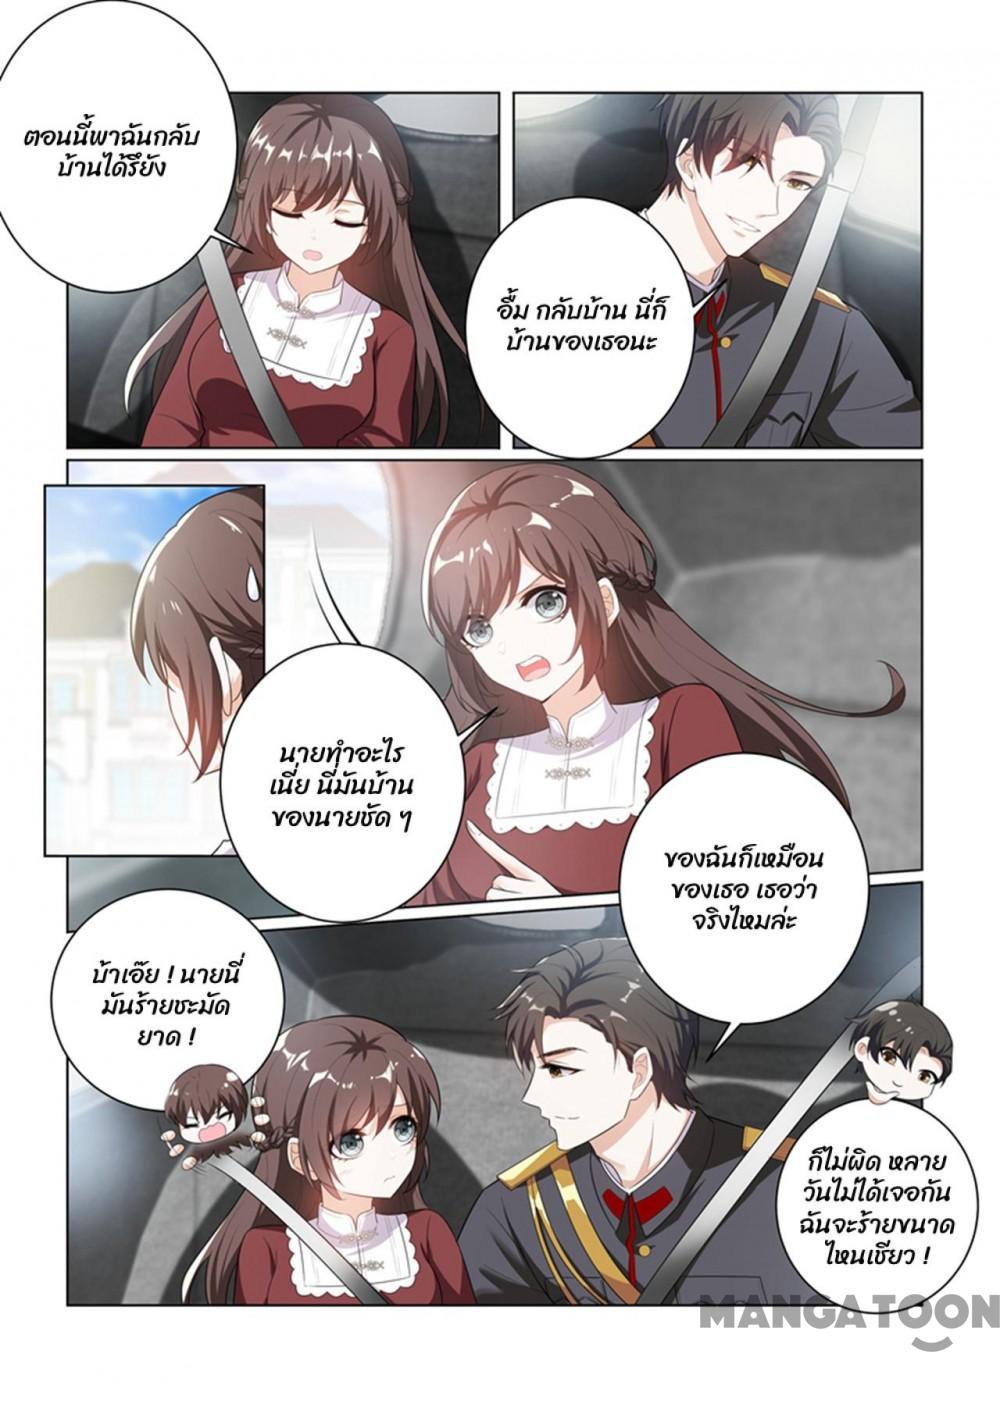 ตอนนี้พาฉันกลับ
บ้านได้รึยัง
อื้ม กลับบ้าน นี่ก็
บ้านของเธอนะ
นายทำอะไร
เนี่ย นี่มันบ้าน
ของนายชัด ๆ
ของฉันก็เหมือน
ของเธอ เธอว่า
จริงไหมล่ะ
บ้าเอ๊ย ! นายนี่
มันร้ายชะมัด
ยาด !
ก็ไม่ผิด หลาย
วันไม่ได้เจอกัน
ฉันจะร้ายขนาด
ไหนเชียว !
MANGATOON